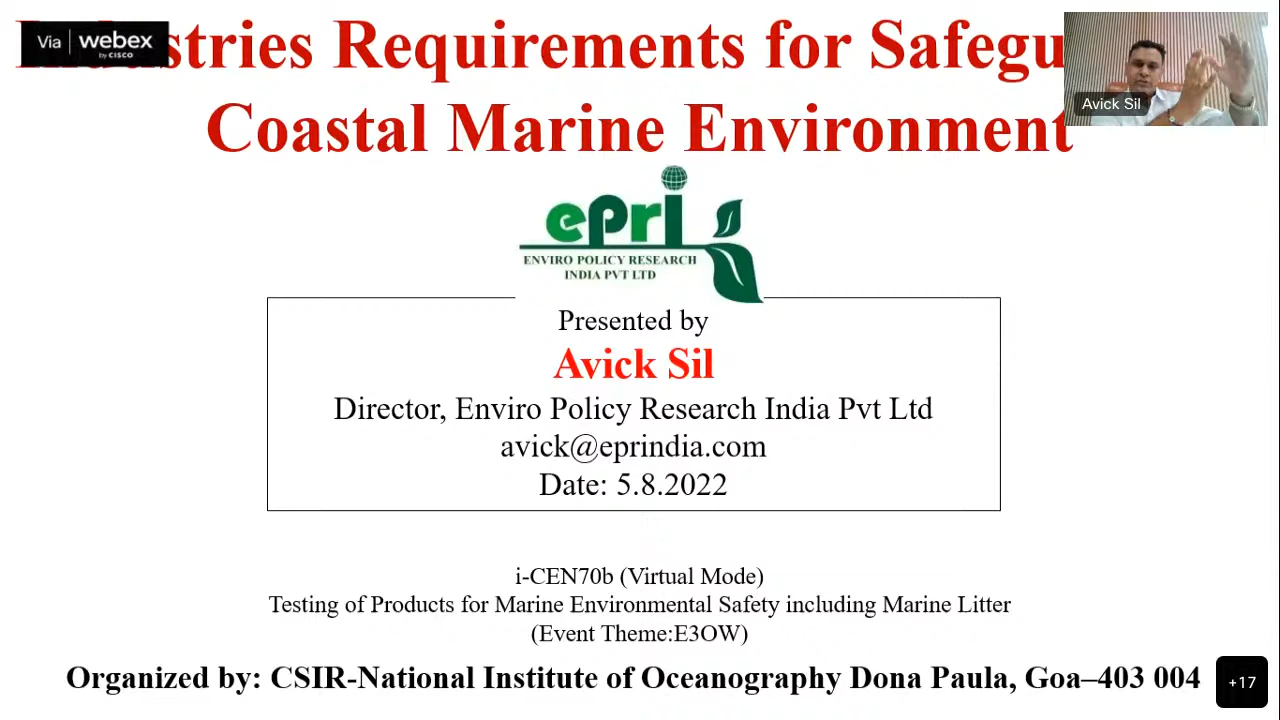 Via webex
by CISCO
Industries Requirements for Safegu
Coastal Marine Environment
Avick Sil
epri
ENVIRO POLICY RESEARCH
INDIA PVT LTD
Presented by
Avick Sil
Director, Enviro Policy Research India Pvt Ltd
avick@eprindia.com
Date: 5.8.2022
i-CEN70b (Virtual Mode)
Testing of Products for Marine Environmental Safety including Marine Litter
(Event Theme:E3OW)
Organized by: CSIR-National Institute of Oceanography Dona Paula, Goa–403 004
+17